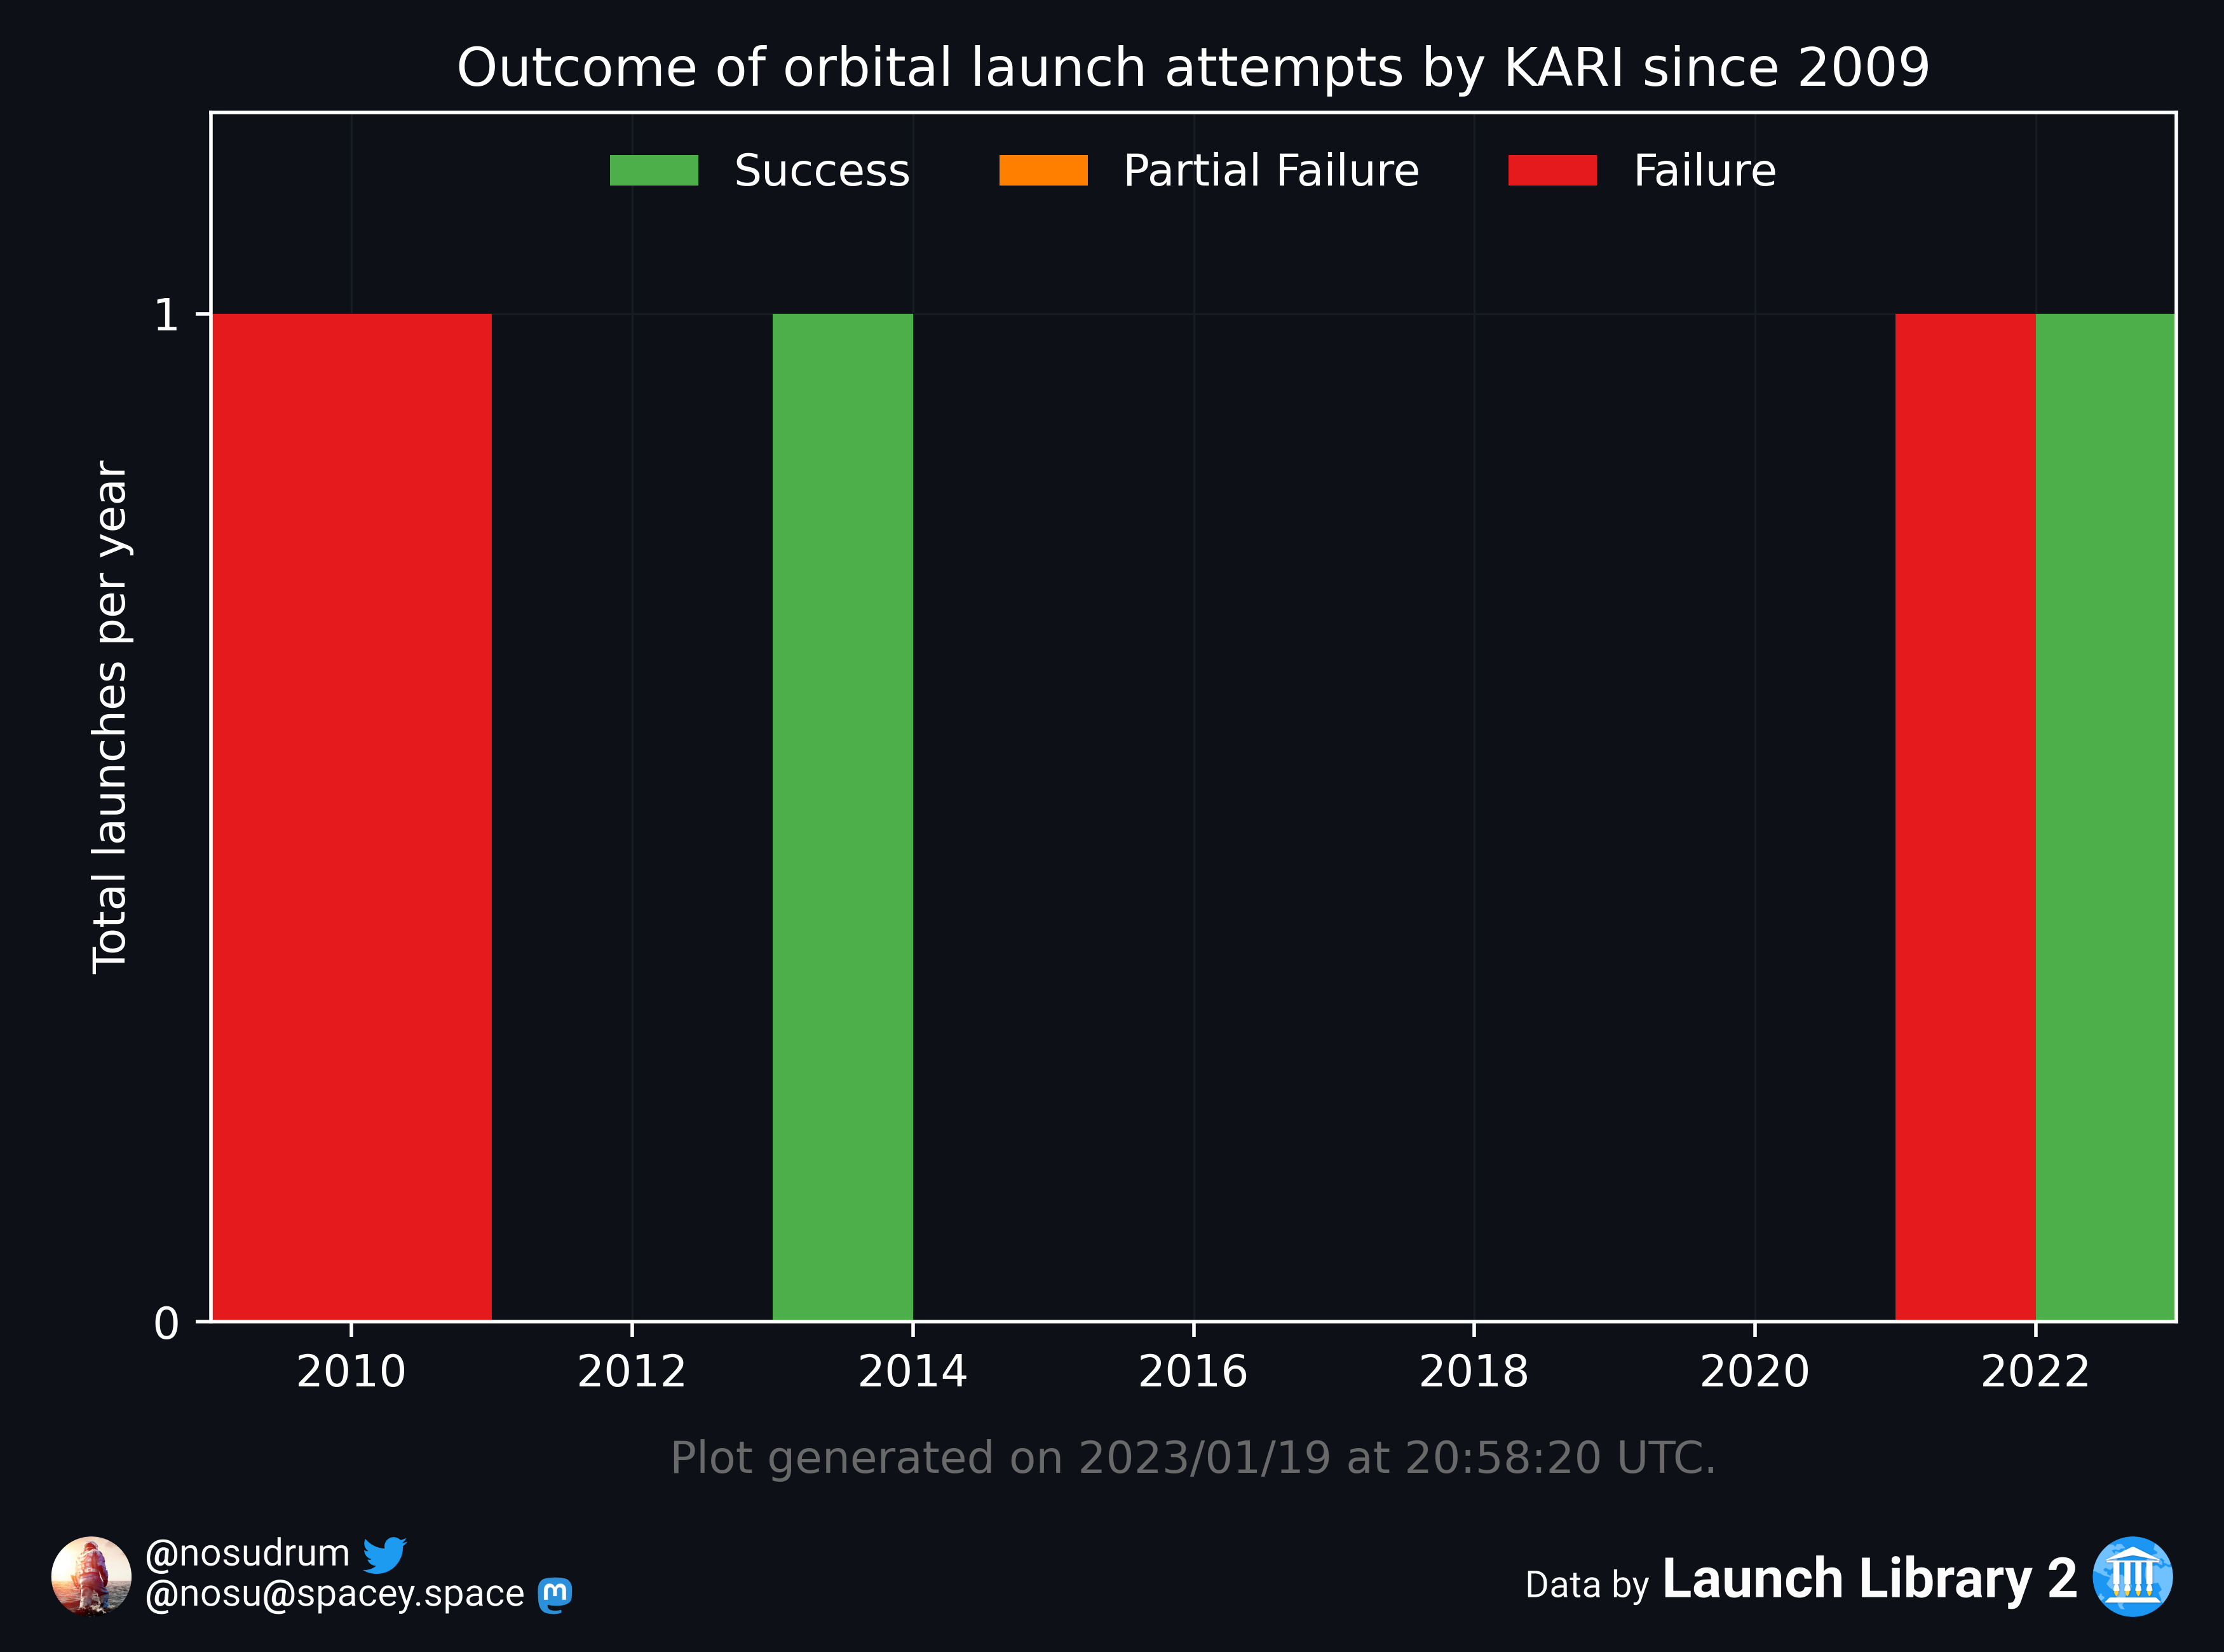 Outcome of orbital launch attempts by KARI since 2009
Success Partial Failure Failure
1
Total launches per year
0
2010 2012 2014 2016 2018 2020 2022
Plot generated on 2023/01/19 at 20:58:20 UTC.
@nosudrum
@nosu@spacey.space
Data by Launch Library 2